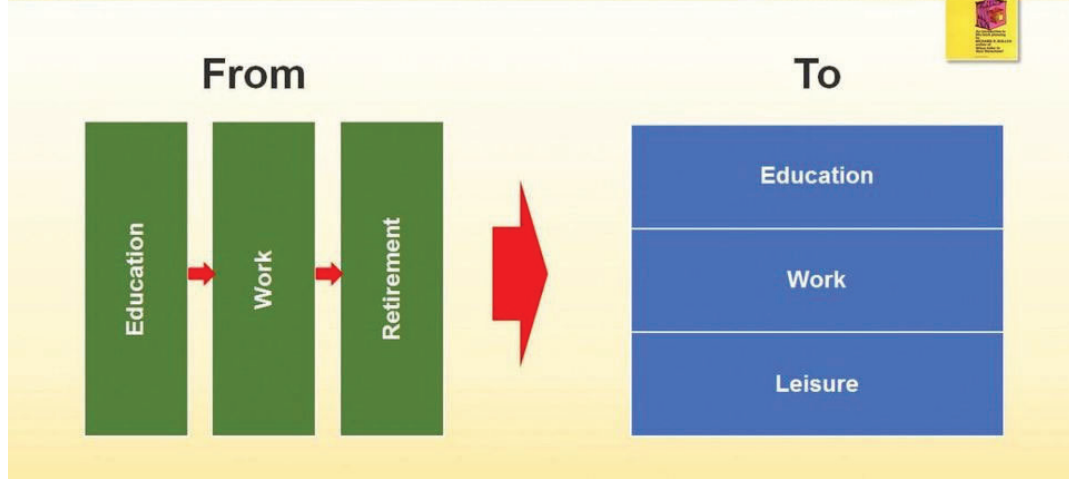 From
To
Education
Work
Retirement
Education
Work
Leisure